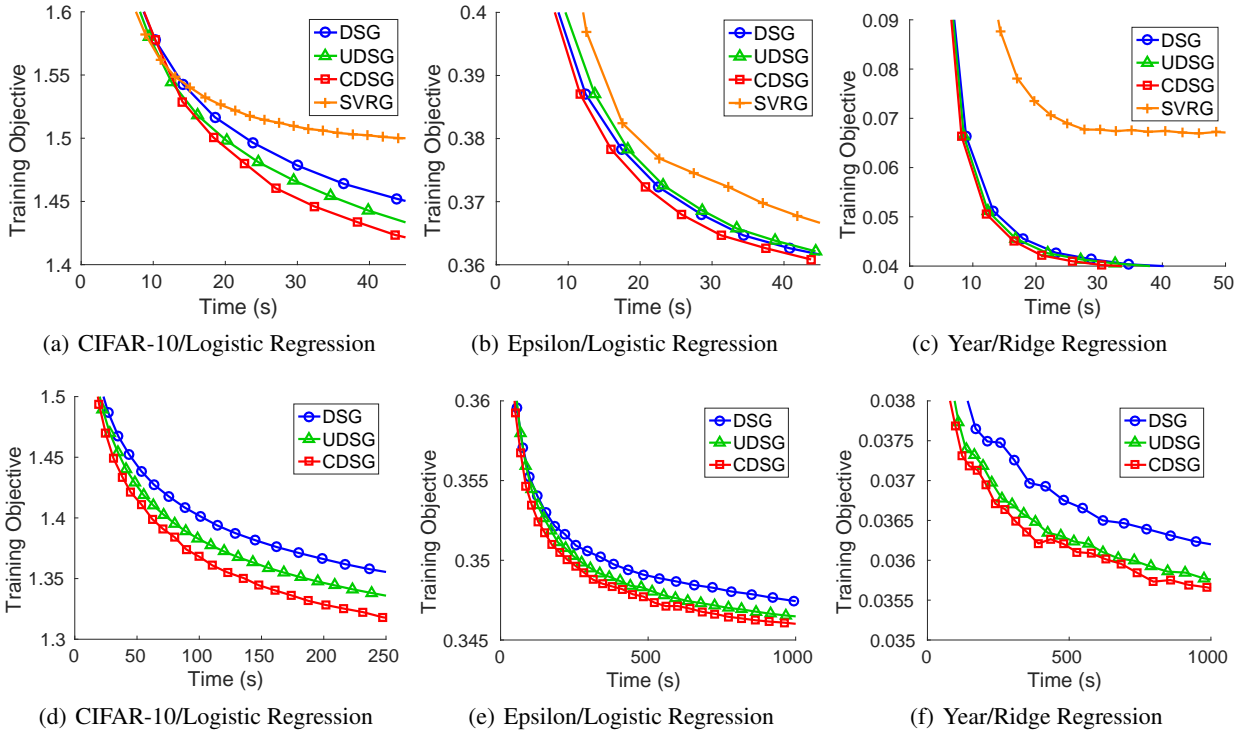 1.6
1.55
1.5
1.45
1.4
0
10
20
30
40
Training Objective
Time (s)
DSG
UDSG
CDSG
SVRG
(a) CIFAR-10/Logistic Regression
0.4
0.39
0.38
0.37
0.36
0
10
20
30
40
Training Objective
Time (s)
DSG
UDSG
CDSG
SVRG
(b) Epsilon/Logistic Regression
0.09
0.08
0.07
0.06
0.05
0.04
0
10
20
30
40
50
Training Objective
Time (s)
DSG
UDSG
CDSG
SVRG
(c) Year/Ridge Regression
1.5
1.45
1.4
1.35
1.3
0
50
100
150
200
250
Training Objective
Time (s)
DSG
UDSG
CDSG
(d) CIFAR-10/Logistic Regression
0.36
0.355
0.35
0.345
0
500
1000
Training Objective
Time (s)
DSG
UDSG
CDSG
(e) Epsilon/Logistic Regression
0.038
0.0375
0.037
0.0365
0.036
0.0355
0.035
0
200
400
600
800
1000
Training Objective
Time (s)
DSG
UDSG
CDSG
(f) Year/Ridge Regression